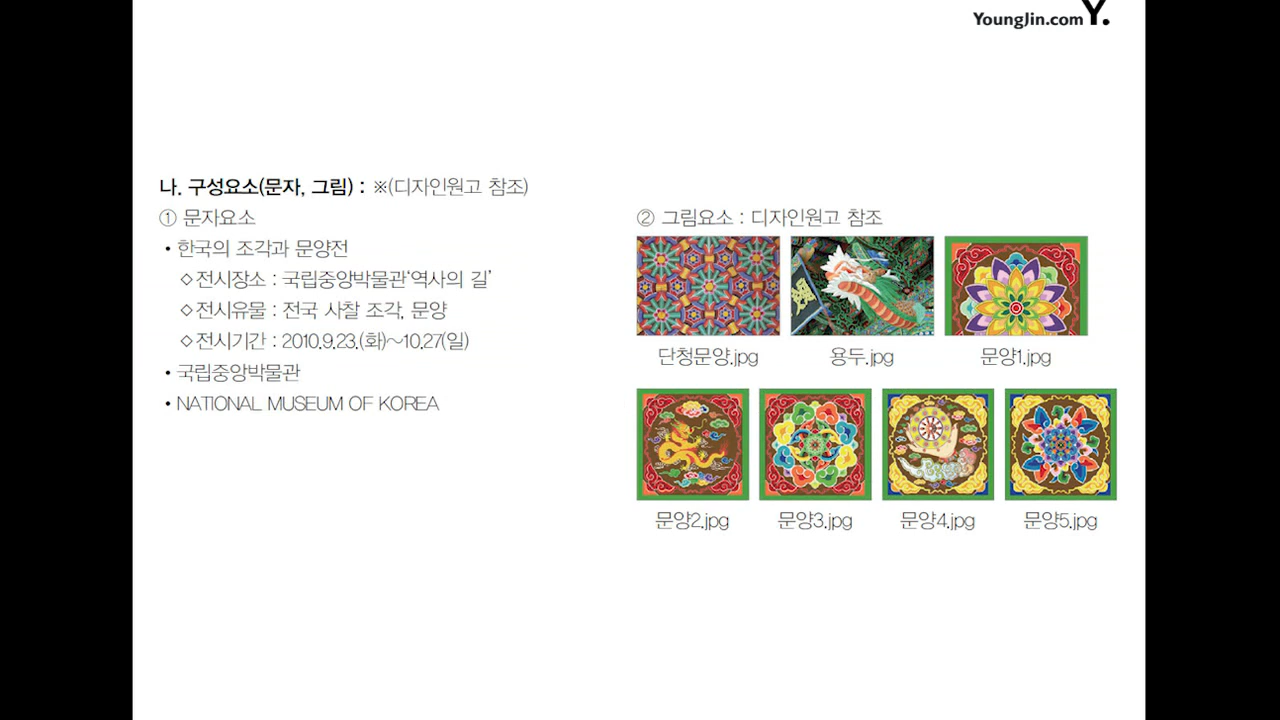 YoungJin.com Y.
나. 구성요소(문자, 그림) : ※(디자인원고 참조)
① 문자요소
• 한국의 조각과 문양전
◇전시장소 : 국립중앙박물관‘역사의 길’
◇전시유물 : 전국 사찰 조각, 문양
◇전시기간 : 2010.9.23.(화)~10.27(일)
• 국립중앙박물관
• NATIONAL MUSEUM OF KOREA
② 그림요소 : 디자인원고 참조
단청문양.jpg
용두.jpg
문양1.jpg
문양2.jpg
문양3.jpg
문양4.jpg
문양5.jpg